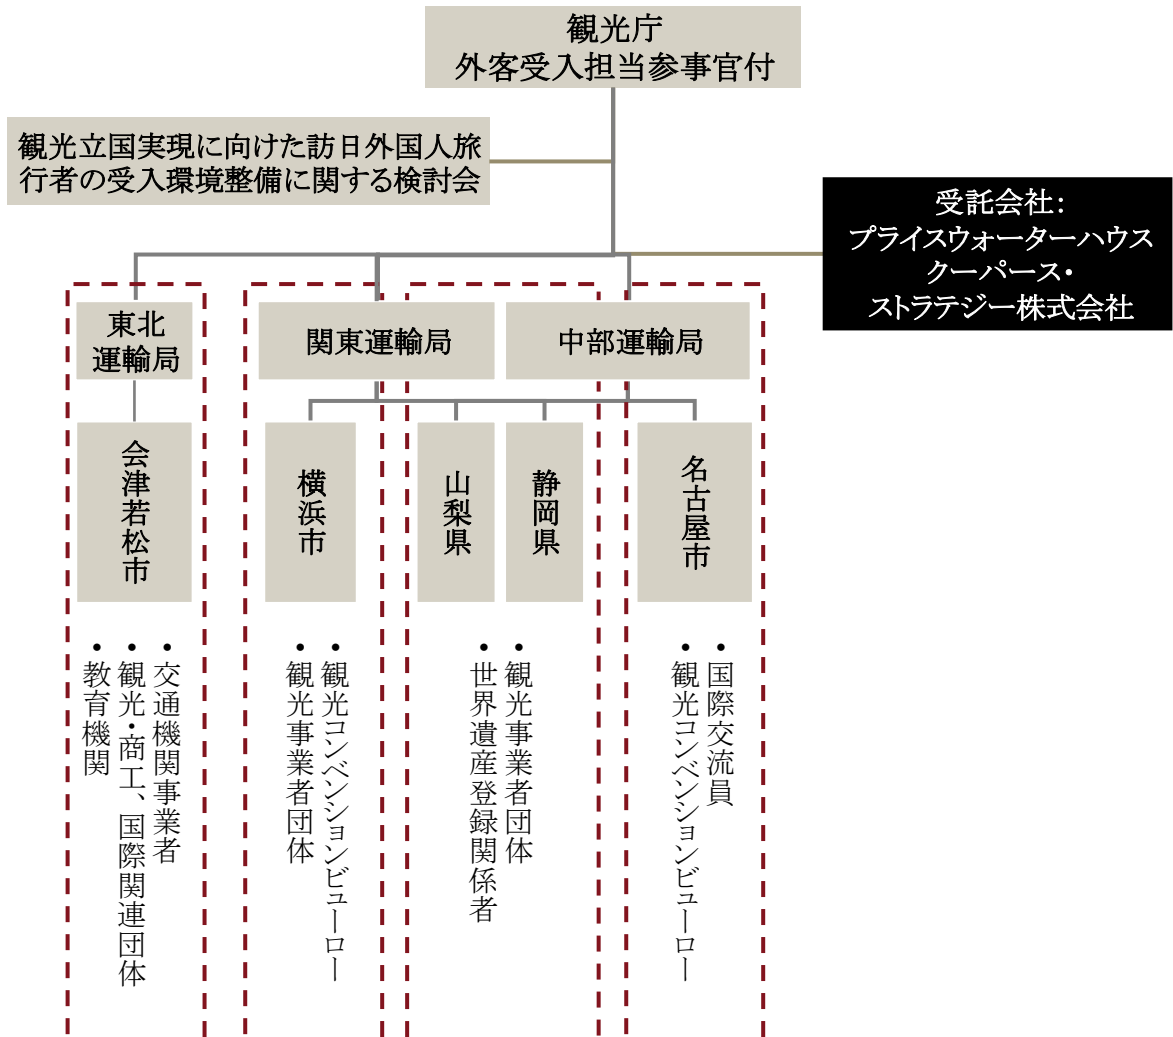 観光庁
外客受入担当参事官付
観光立国実現に向けた訪日外国人旅
行者の受入環境整備に関する検討会
受託会社：
プライスウォーターハウス
クーパース・
ストラテジー株式会社
東北
運輸局
関東運輸局
中部運輸局
会津若松市
横浜市
山梨県
静岡県
名古屋市
・交通機関事業者
・観光・商工、国際関連団体
・教育機関
・観光コンベンションビューロー
・観光事業者団体
・観光事業者団体
・世界遺産登録関係者
・国際交流員
・観光コンベンションビューロー